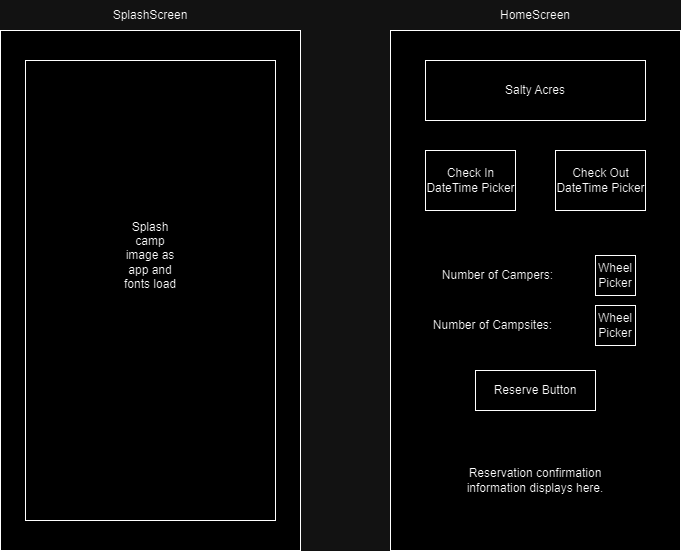 SplashScreen
HomeScreen
Splash
camp
image as
app and
fonts load
Salty Acres
Check In
DateTime Picker
Check Out
DateTime Picker
Number of Campers:
Wheel
Picker
Number of Campsites:
Wheel
Picker
Reserve Button
Reservation confirmation
information displays here.